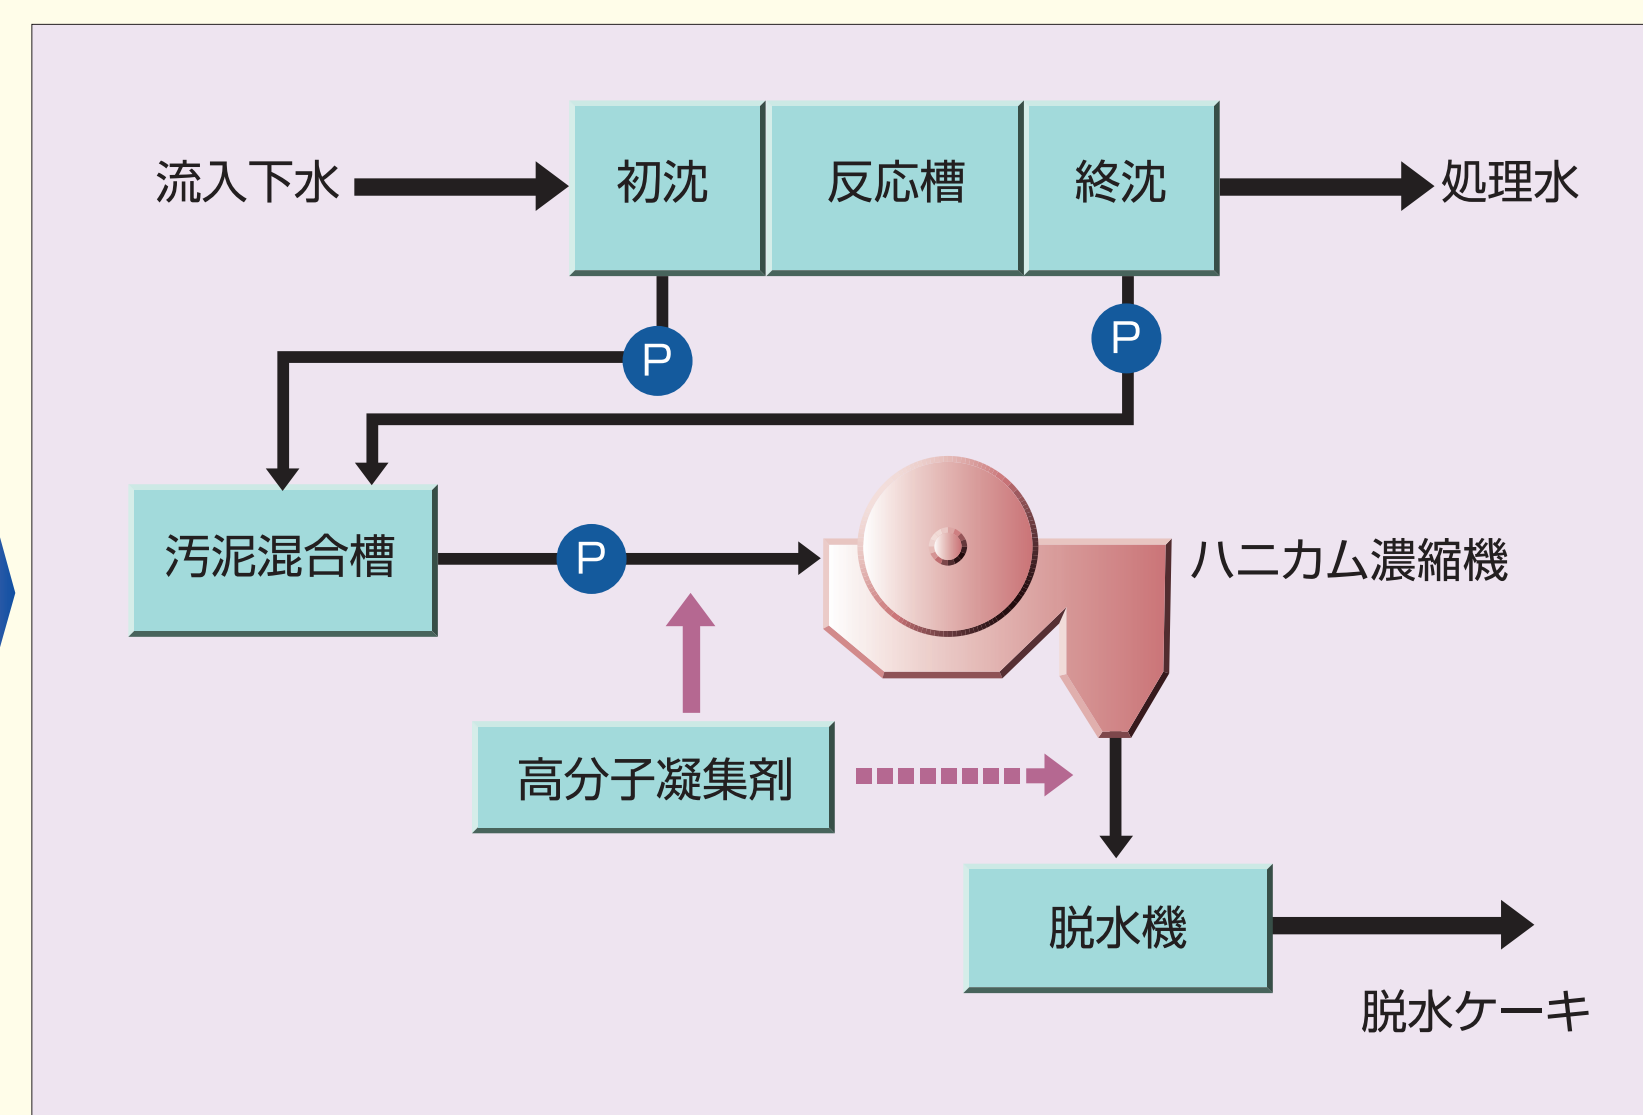 流入下水
初沈
反応槽
終沈
処理水
P
P
汚泥混合槽
P
ハニカム濃縮機
高分子凝集剤
脱水機
脱水ケーキ